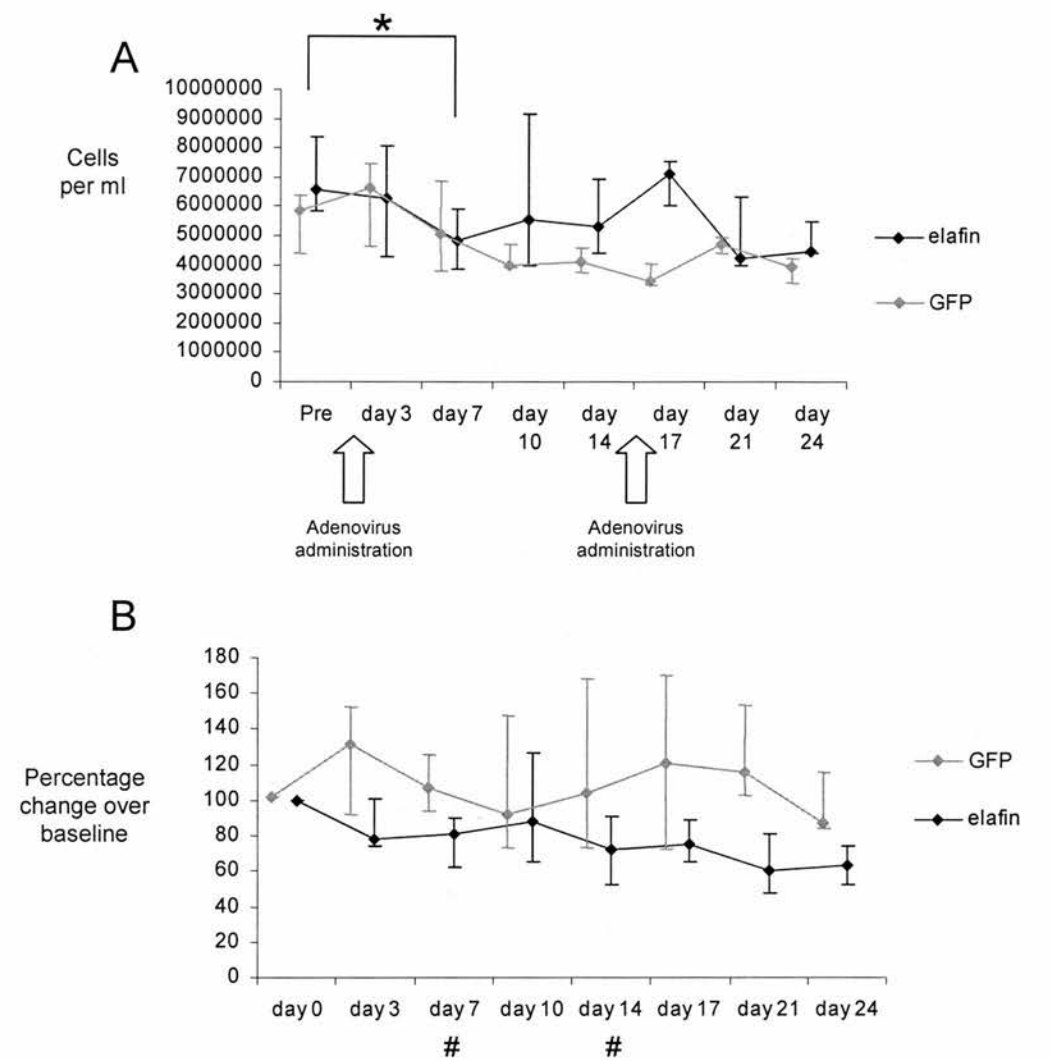 A
*
Cells
per ml
10000000
9000000
8000000
7000000
6000000
5000000
4000000
3000000
2000000
1000000
0
Pre day 3 day 7 day 10 day 14 day 17 day 21 day 24
Adenovirus
administration
Adenovirus
administration
elafin
GFP
B
Percentage
change over
baseline
180
160
140
120
100
80
60
40
20
0
day 0 day 3 day 7 day 10 day 14 day 17 day 21 day 24
# #
GFP
elafin